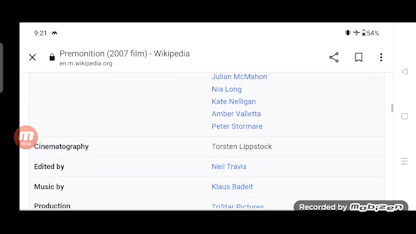 9:21 54%
Premonition (2007 film) - Wikipedia
en.m.wikipedia.org
Julian McMahon
Nia Long
Kate Nelligan
Amber Valletta
Peter Stormare
Cinematography Torsten Lippstock
Edited by Neil Travis
Music by Klaus Badelt
Production TriStar Pictures
Recorded by Mobizen